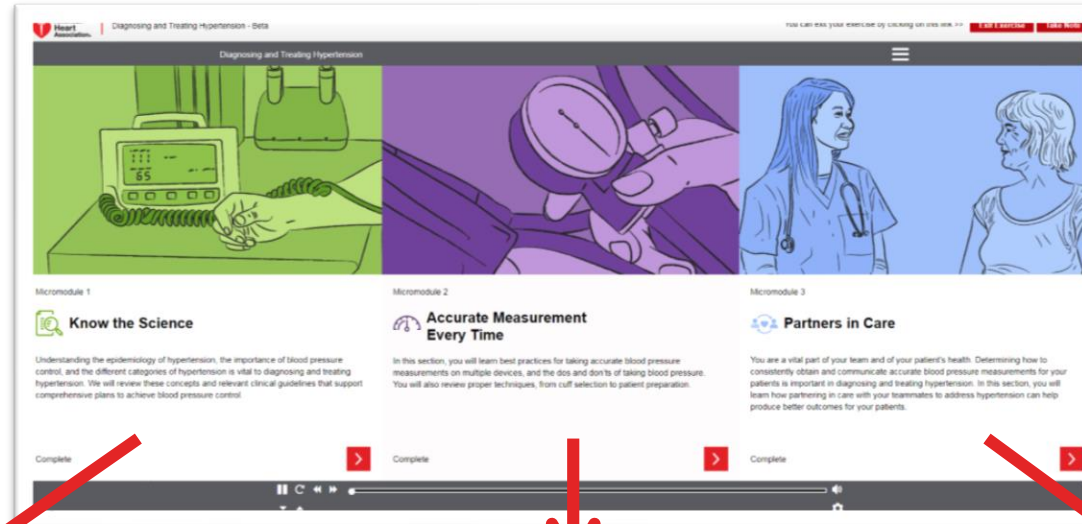 Heart
Association.
Diagnosing and Treating Hypertension - Beta
You can exit your exercise by clicking on this link.>>
Exit Exercise
Take Note
Diagnosing and Treating Hypertension
111
65
Micromodule 1
Know the Science
Understanding the epidemiology of hypertension, the importance of blood pressure
control, and the different categories of hypertension is vital to diagnosing and treating
hypertension. We will review these concepts and relevant clinical guidelines that support
comprehensive plans to achieve blood pressure control
Complete
Micromodule 2
Accurate Measurement
Every Time
In this section, you will learn best practices for taking accurate blood pressure
measurements on multiple devices, and the dos and don'ts of taking blood pressure.
You will also review proper techniques, from cuff selection to patient preparation.
Complete
Micromodule 3
Partners in Care
You are a vital part of your team and of your patient's health. Determining how to
consistently obtain and communicate accurate blood pressure measurements for your
patients is important in diagnosing and treating hypertension. In this section, you will
learn how partnering in care with your teammates to address hypertension can help
produce better outcomes for your patients.
Complete